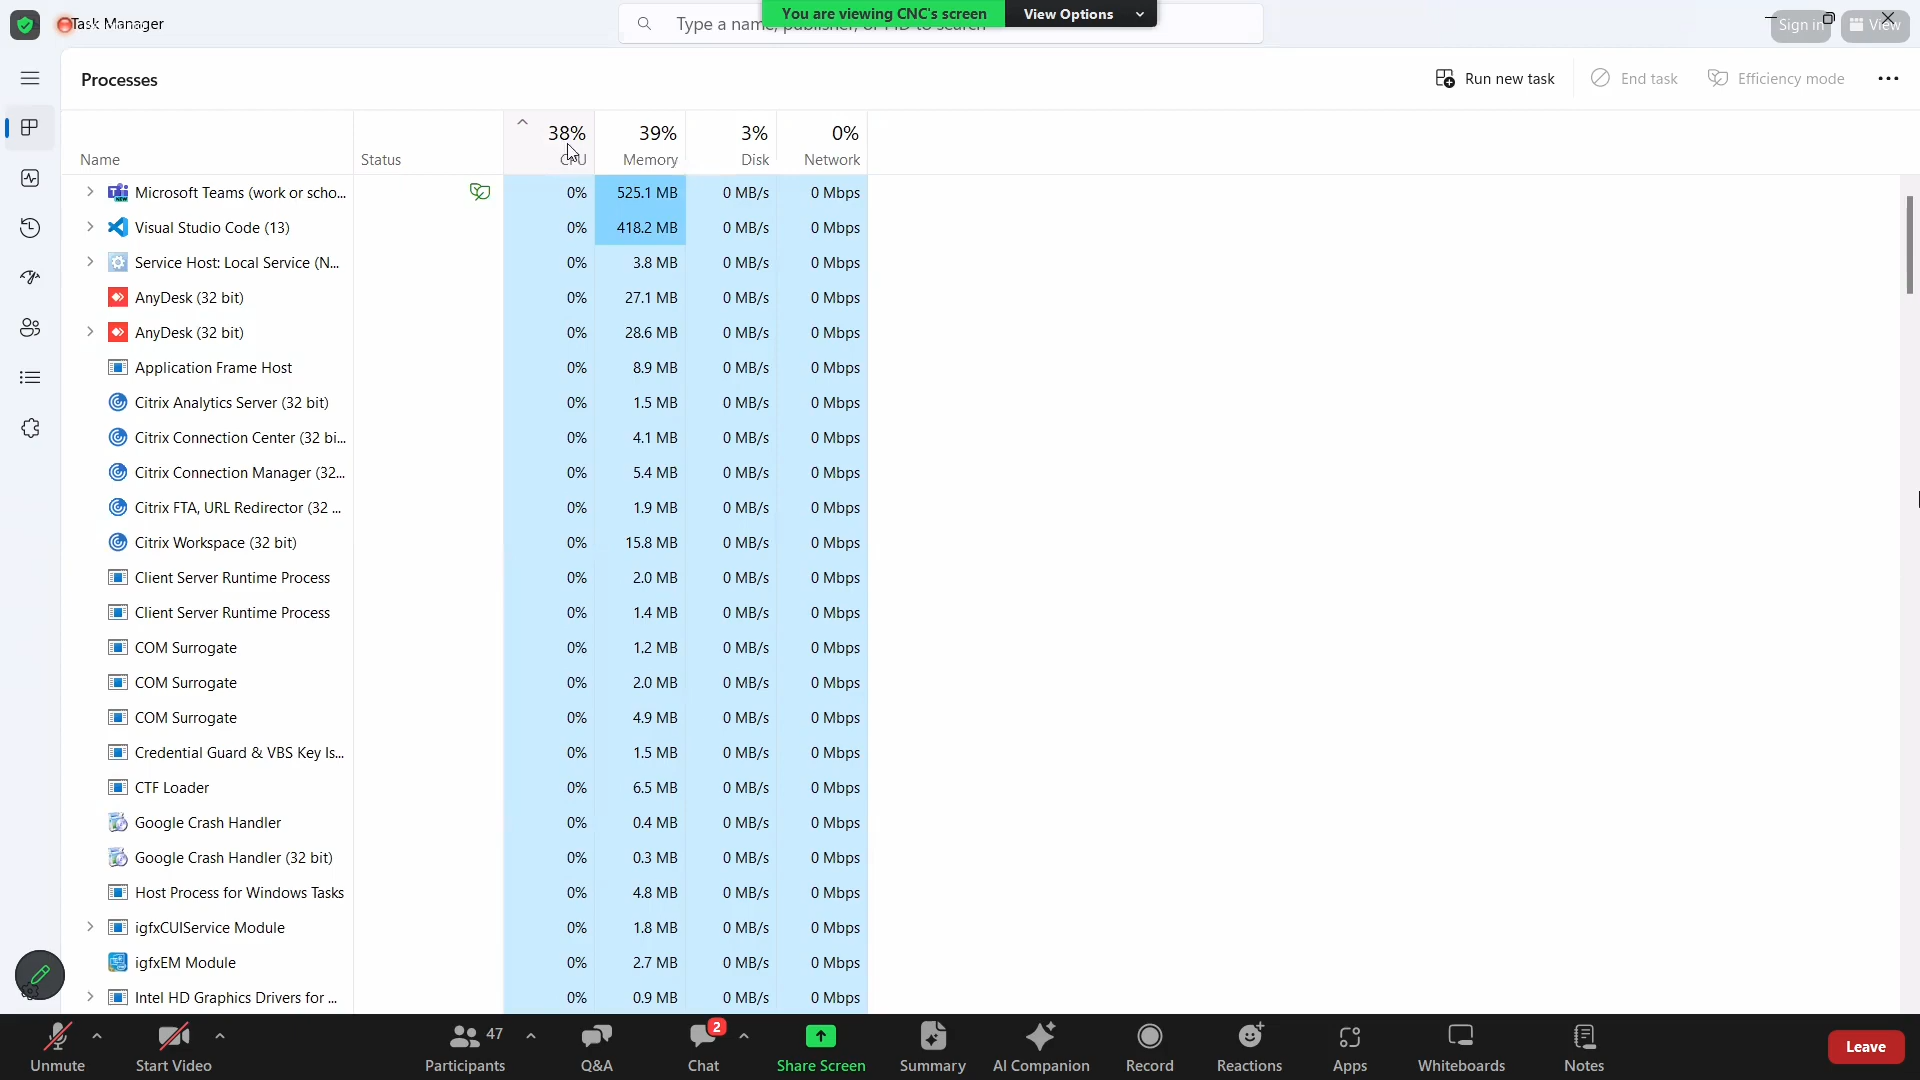 Task Manager
Type a name, publisher, or PID to search
You are viewing CNC's screen
View Options
Sign in
View
Processes
Run new task
End task
Efficiency mode
38% 39% 3% 0%
Name Status CPU Memory Disk Network
Microsoft Teams (work or scho... 0% 525.1 MB 0 MB/s 0 Mbps
Visual Studio Code (13) 0% 418.2 MB 0 MB/s 0 Mbps
Service Host: Local Service (N... 0% 3.8 MB 0 MB/s 0 Mbps
AnyDesk (32 bit) 0% 27.1 MB 0 MB/s 0 Mbps
AnyDesk (32 bit) 0% 28.6 MB 0 MB/s 0 Mbps
Application Frame Host 0% 8.9 MB 0 MB/s 0 Mbps
Citrix Analytics Server (32 bit) 0% 1.5 MB 0 MB/s 0 Mbps
Citrix Connection Center (32 bi... 0% 4.1 MB 0 MB/s 0 Mbps
Citrix Connection Manager (32... 0% 5.4 MB 0 MB/s 0 Mbps
Citrix FTA, URL Redirector (32 ... 0% 1.9 MB 0 MB/s 0 Mbps
Citrix Workspace (32 bit) 0% 15.8 MB 0 MB/s 0 Mbps
Client Server Runtime Process 0% 2.0 MB 0 MB/s 0 Mbps
Client Server Runtime Process 0% 1.4 MB 0 MB/s 0 Mbps
COM Surrogate 0% 1.2 MB 0 MB/s 0 Mbps
COM Surrogate 0% 2.0 MB 0 MB/s 0 Mbps
COM Surrogate 0% 4.9 MB 0 MB/s 0 Mbps
Credential Guard & VBS Key Is... 0% 1.5 MB 0 MB/s 0 Mbps
CTF Loader 0% 6.5 MB 0 MB/s 0 Mbps
Google Crash Handler 0% 0.4 MB 0 MB/s 0 Mbps
Google Crash Handler (32 bit) 0% 0.3 MB 0 MB/s 0 Mbps
Host Process for Windows Tasks 0% 4.8 MB 0 MB/s 0 Mbps
igfxCUIService Module 0% 1.8 MB 0 MB/s 0 Mbps
igfxEM Module 0% 2.7 MB 0 MB/s 0 Mbps
Intel HD Graphics Drivers for ... 0% 0.9 MB 0 MB/s 0 Mbps
47 2
Unmute Start Video Participants Q&A Chat Share Screen Summary AI Companion Record Reactions Apps Whiteboards Notes Leave